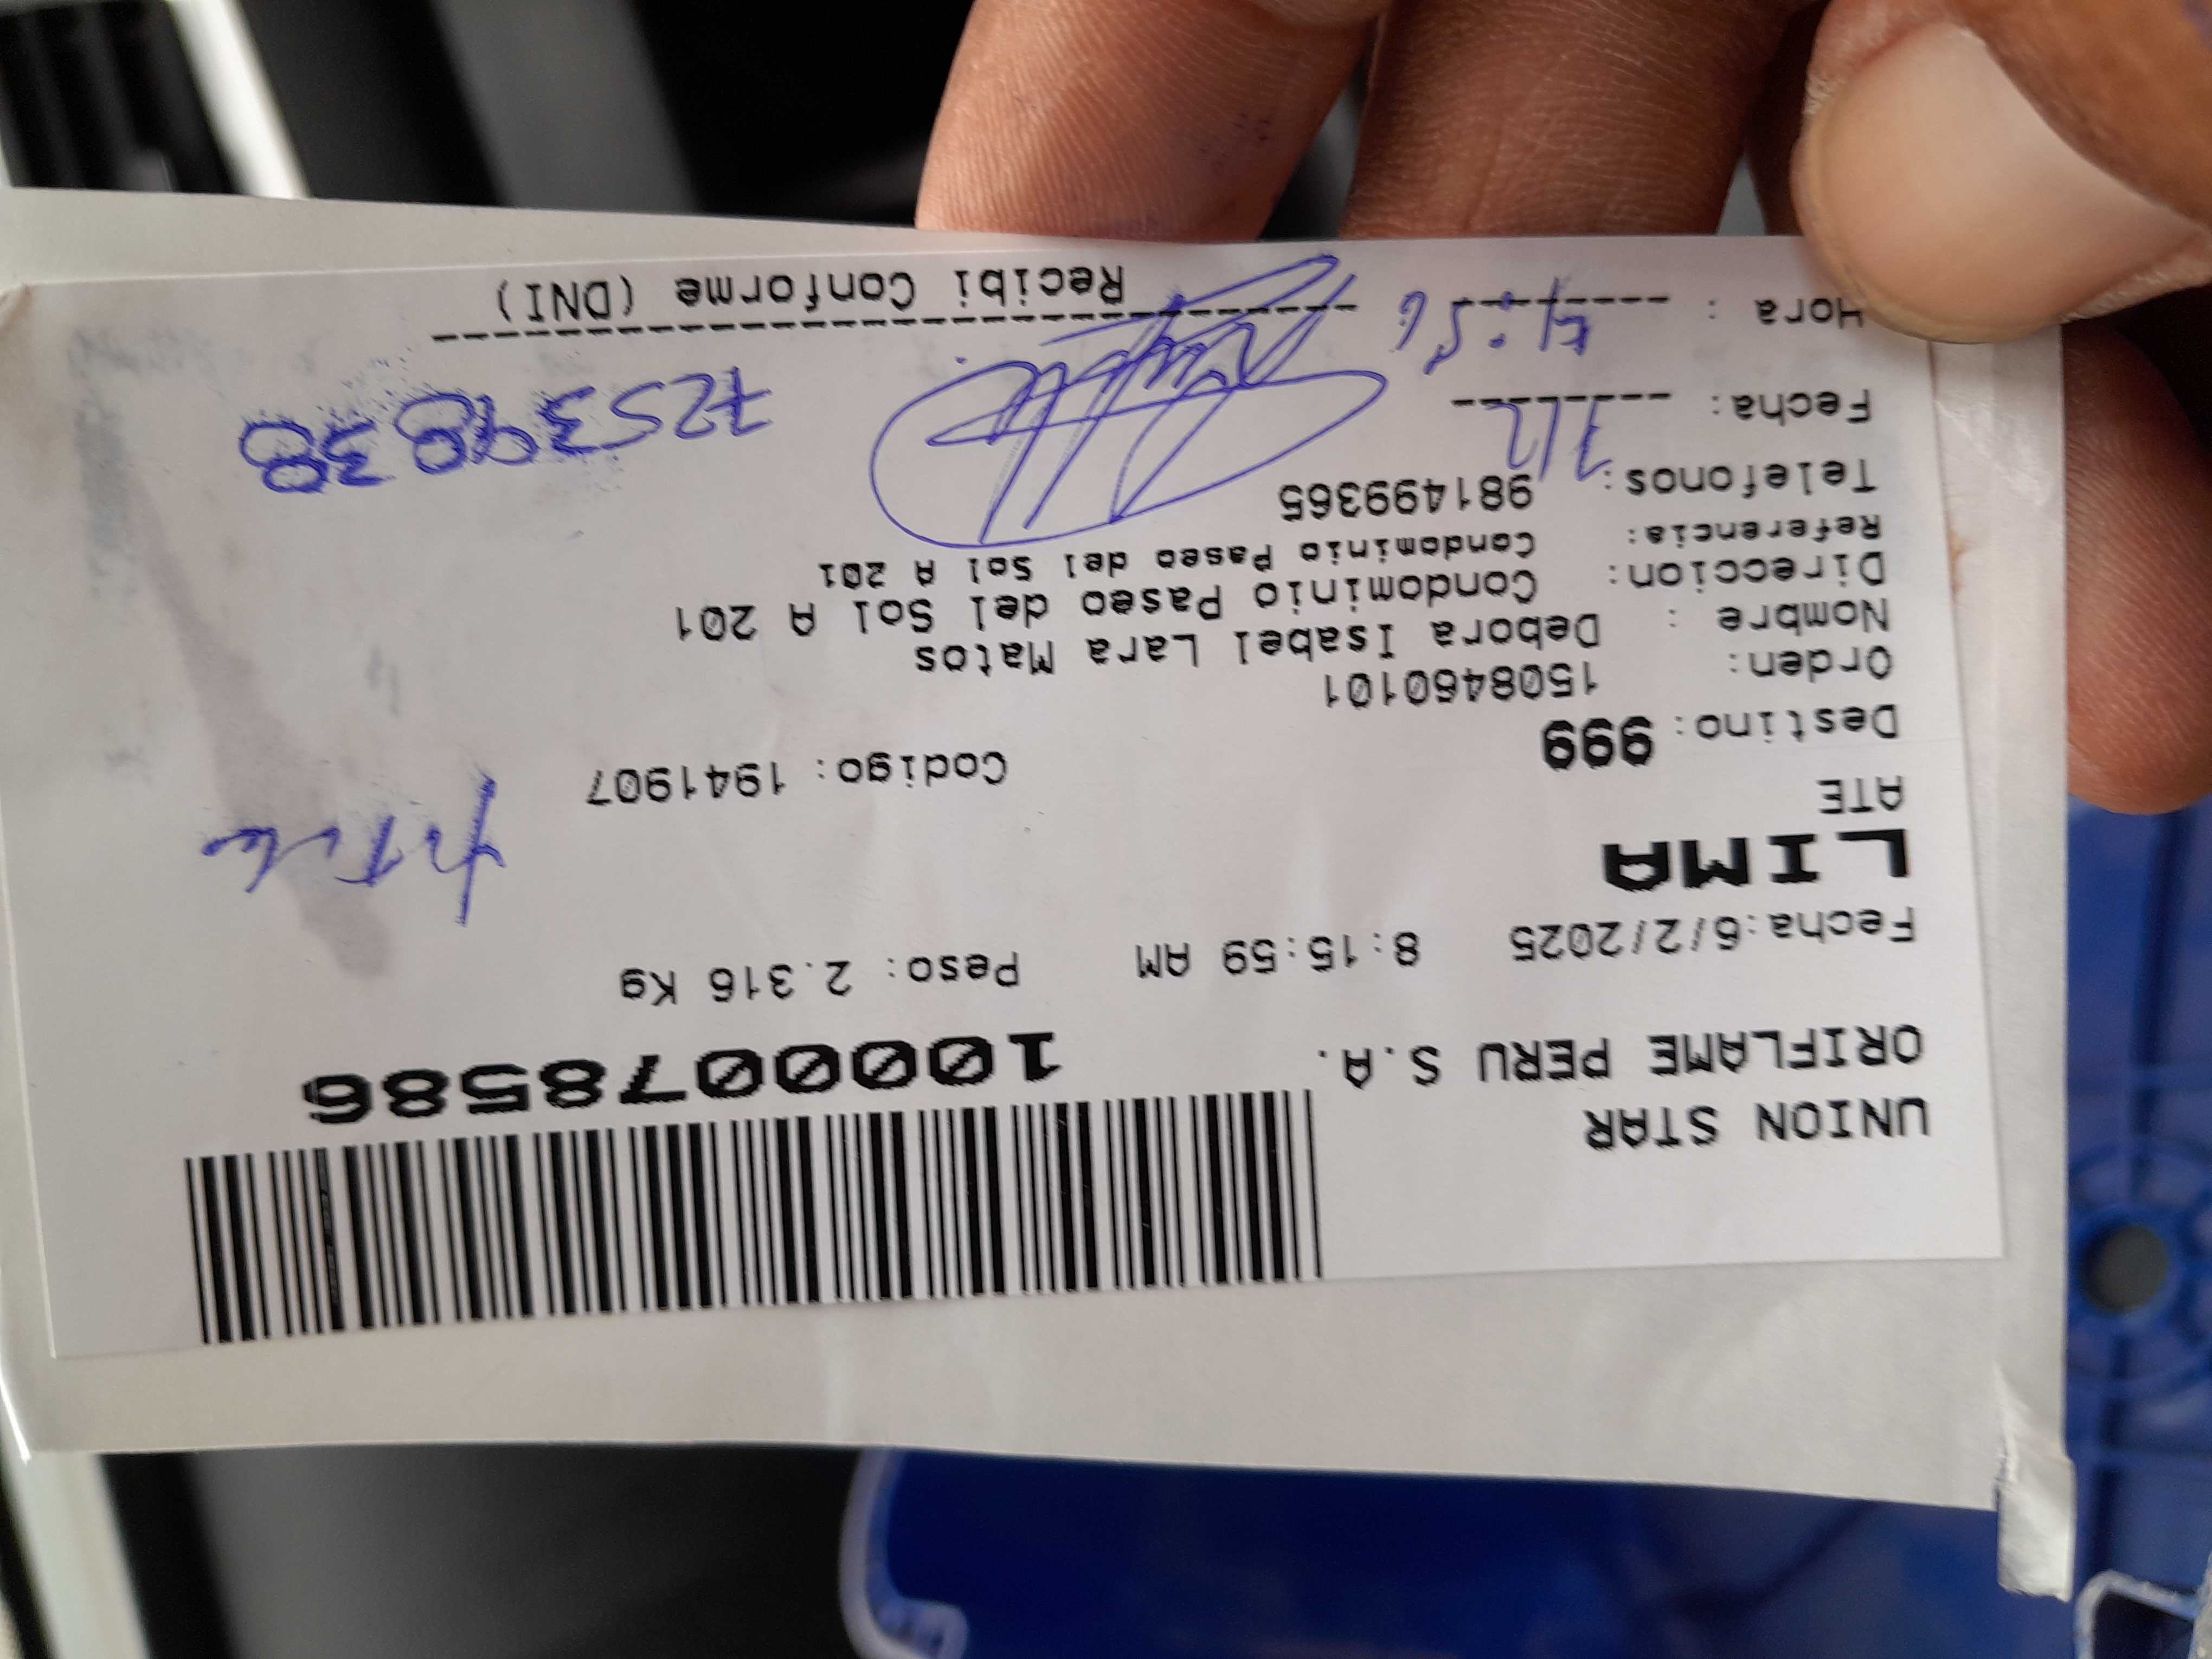 UNION STAR
ORIFLAME PERU S.A.
1000078586
Fecha:6/2/2025 8:15:59 AM Peso: 2.316 Kg
LIMA
ATE
Destino: 999 Codigo: 1941907
Orden: 1508460101
Nombre : Debora Isabel Lara Matos
Direccion: Condominio Paseo del Sol A 201
Referencia: Condominio Paseo del Sol A 201
Telefonos: 981499365
Fecha:
Hora :
Recibi Conforme (DNI)